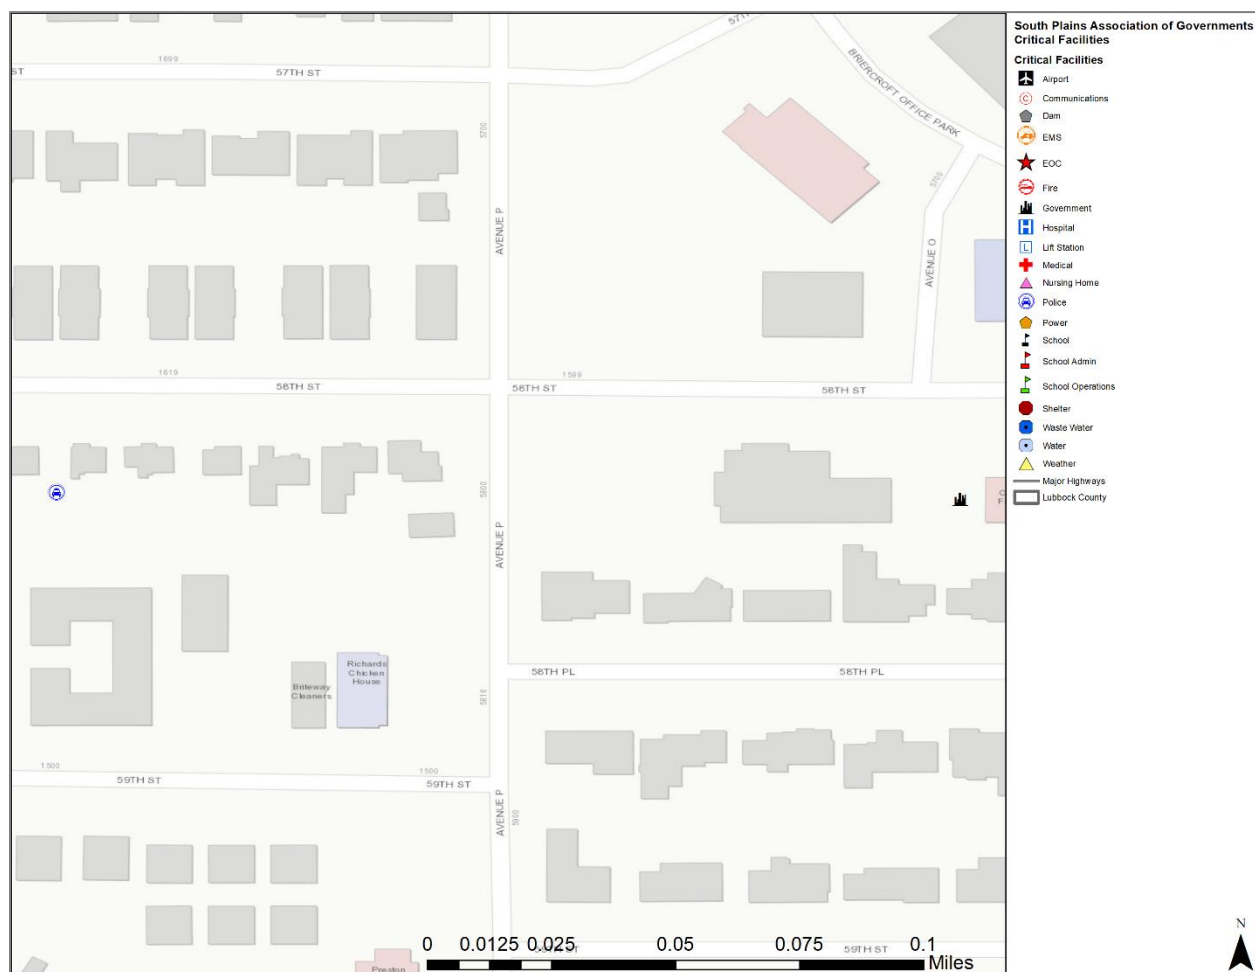 South Plains Association of Governments
Critical Facilities
Critical Facilities
Airport
C Communications
Dam
EMS
EOC
Fire
Government
H Hospital
L Lift Station
Medical
Nursing Home
Police
Power
School
School Admin
School Operations
Shelter
Waste Water
Water
Weather
Major Highways
Lubbock County
1699
ST
57TH ST
57TH
BRIERCROFT OFFICE PARK
5700
5700
AVENUE P
AVENUE O
1619
58TH ST
1599
58TH ST
58TH ST
5800
AVENUE P
Briteway
Cleaners
Richards
Chicken
House
5816
58TH PL
58TH PL
1500
59TH ST
1500
59TH ST
AVENUE P
5900
Preston
59TH ST
0 0.0125 0.025 0.05 0.075 0.1
Miles
N